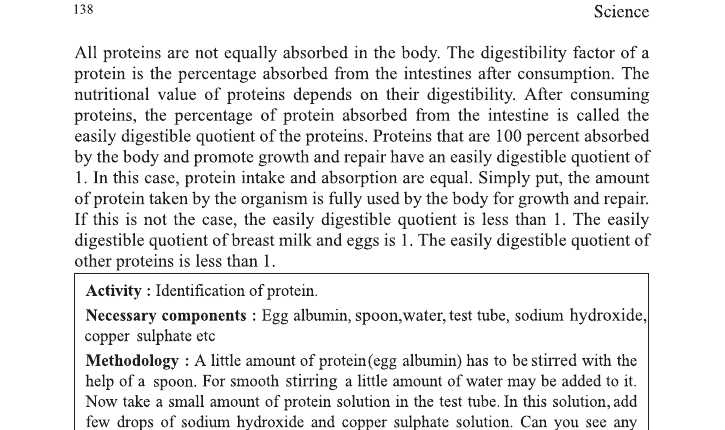 138
Science
All proteins are not equally absorbed in the body. The digestibility factor of a
protein is the percentage absorbed from the intestines after consumption. The
nutritional value of proteins depends on their digestibility. After consuming
proteins, the percentage of protein absorbed from the intestine is called the
easily digestible quotient of the proteins. Proteins that are 100 percent absorbed
by the body and promote growth and repair have an easily digestible quotient of
1. In this case, protein intake and absorption are equal. Simply put, the amount
of protein taken by the organism is fully used by the body for growth and repair.
If this is not the case, the easily digestible quotient is less than 1. The easily
digestible quotient of breast milk and eggs is 1. The easily digestible quotient of
other proteins is less than 1.
Activity : Identification of protein.
Necessary components : Egg albumin, spoon,water, test tube, sodium hydroxide,
copper sulphate etc
Methodology : A little amount of protein(egg albumin) has to be stirred with the
help of a spoon. For smooth stirring a little amount of water may be added to it.
Now take a small amount of protein solution in the test tube. In this solution, add
few drops of sodium hydroxide and copper sulphate solution. Can you see any